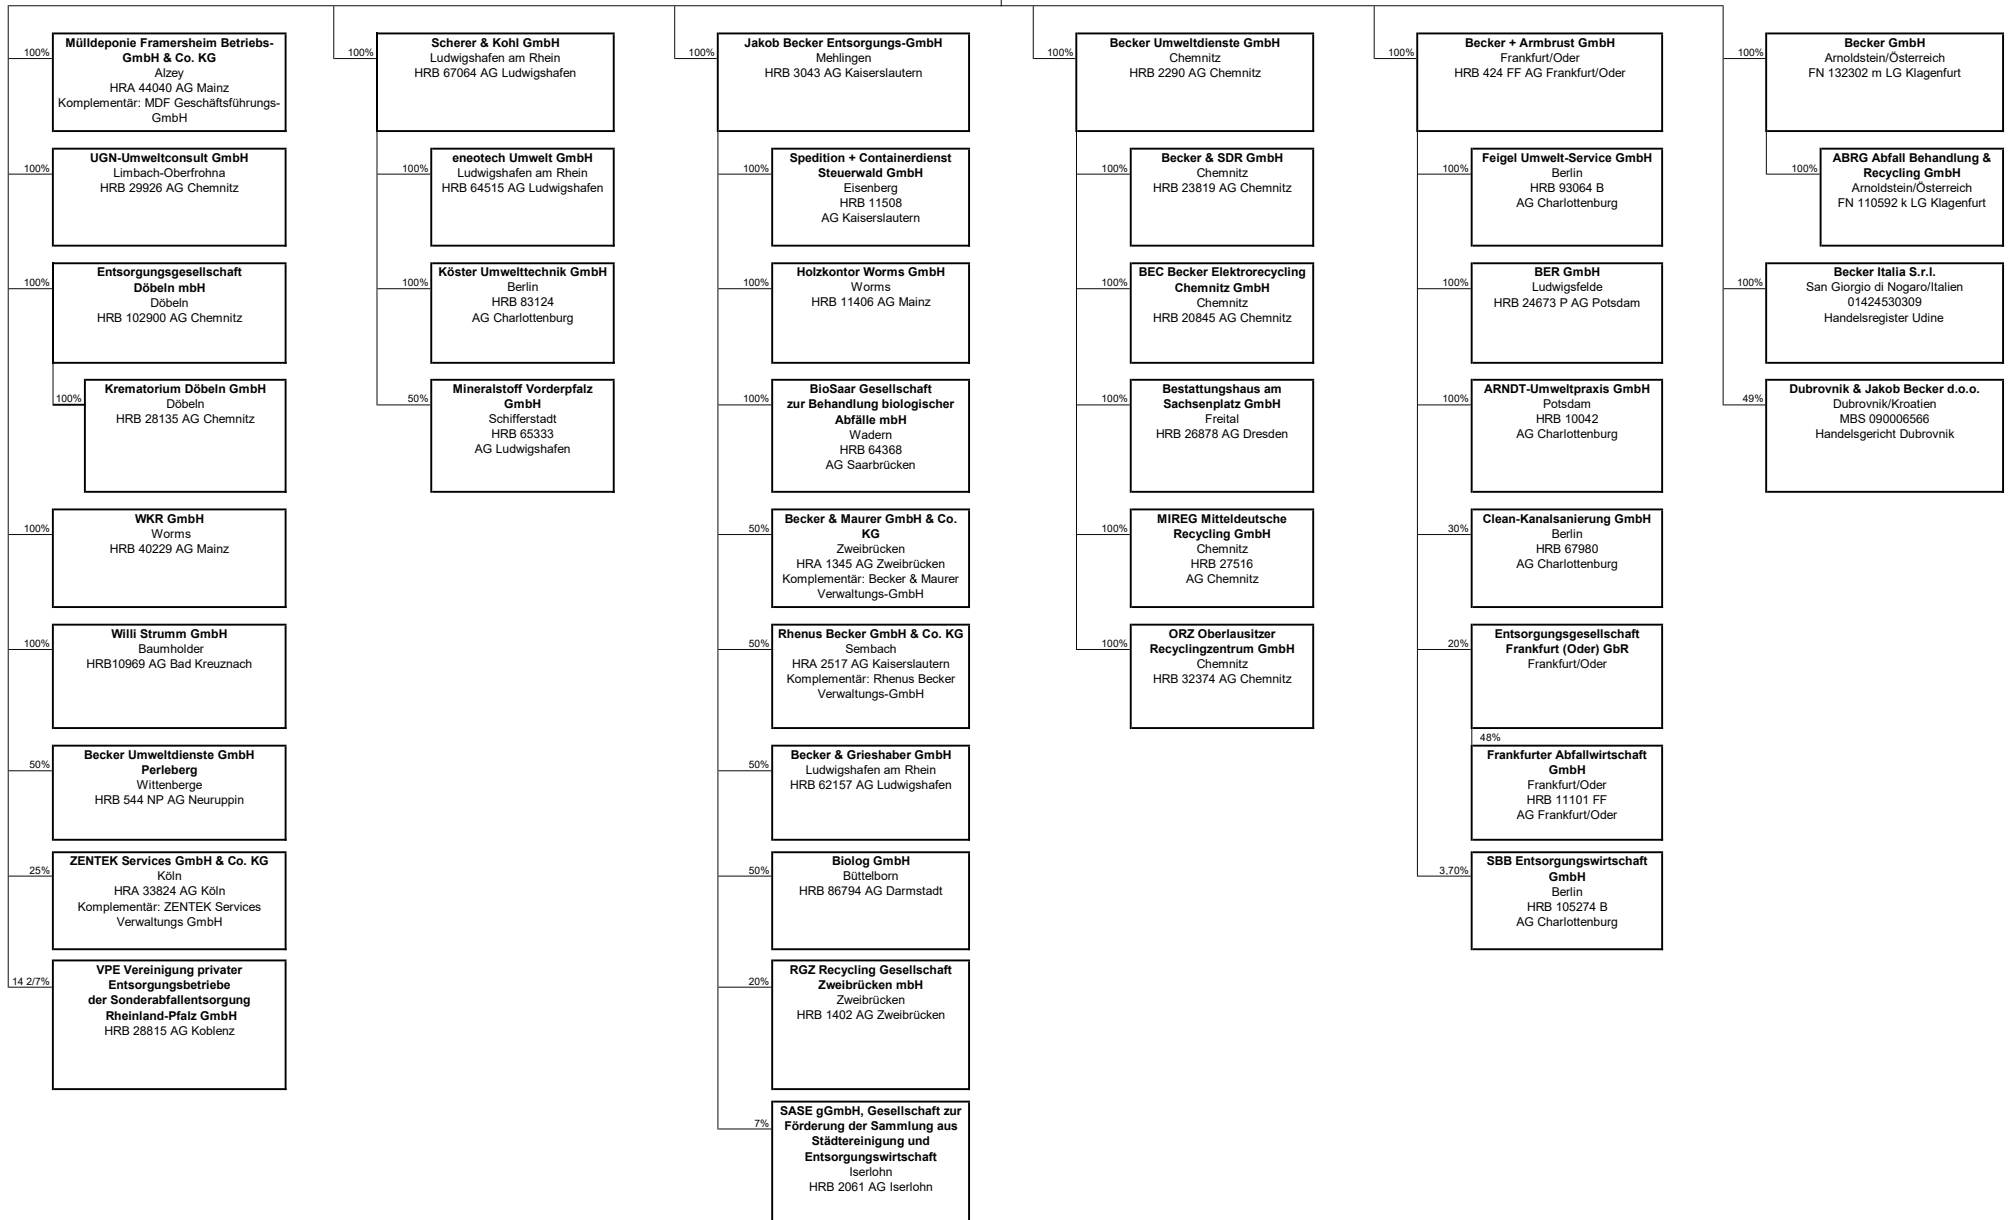 100%
Mülldeponie Framersheim Betriebs-
GmbH & Co. KG
Alzey
HRA 44040 AG Mainz
Komplementär: MDF Geschäftsführungs-
GmbH
100%
UGN-Umweltconsult GmbH
Limbach-Oberfrohna
HRB 29926 AG Chemnitz
100%
Entsorgungsgesellschaft
Döbeln mbH
Döbeln
HRB 102900 AG Chemnitz
100%
Krematorium Döbeln GmbH
Döbeln
HRB 28135 AG Chemnitz
100%
WKR GmbH
Worms
HRB 40229 AG Mainz
100%
Willi Strumm GmbH
Baumholder
HRB10969 AG Bad Kreuznach
50%
Becker Umweltdienste GmbH
Perleberg
Wittenberge
HRB 544 NP AG Neuruppin
25%
ZENTEK Services GmbH & Co. KG
Köln
HRA 33824 AG Köln
Komplementär: ZENTEK Services
Verwaltungs GmbH
14 2/7%
VPE Vereinigung privater
Entsorgungsbetriebe
der Sonderabfallentsorgung
Rheinland-Pfalz GmbH
HRB 28815 AG Koblenz
100%
Scherer & Kohl GmbH
Ludwigshafen am Rhein
HRB 67064 AG Ludwigshafen
100%
eneotech Umwelt GmbH
Ludwigshafen am Rhein
HRB 64515 AG Ludwigshafen
100%
Köster Umwelttechnik GmbH
Berlin
HRB 83124
AG Charlottenburg
50%
Mineralstoff Vorderpfalz
GmbH
Schifferstadt
HRB 65333
AG Ludwigshafen
100%
Jakob Becker Entsorgungs-GmbH
Mehlingen
HRB 3043 AG Kaiserslautern
100%
Spedition + Containerdienst
Steuerwald GmbH
Eisenberg
HRB 11508
AG Kaiserslautern
100%
Holzkontor Worms GmbH
Worms
HRB 11406 AG Mainz
100%
BioSaar Gesellschaft
zur Behandlung biologischer
Abfälle mbH
Wadern
HRB 64368
AG Saarbrücken
50%
Becker & Maurer GmbH & Co.
KG
Zweibrücken
HRA 1345 AG Zweibrücken
Komplementär: Becker & Maurer
Verwaltungs-GmbH
50%
Rhenus Becker GmbH & Co. KG
Sembach
HRA 2517 AG Kaiserslautern
Komplementär: Rhenus Becker
Verwaltungs-GmbH
50%
Becker & Grieshaber GmbH
Ludwigshafen am Rhein
HRB 62157 AG Ludwigshafen
50%
Biolog GmbH
Büttelborn
HRB 86794 AG Darmstadt
20%
RGZ Recycling Gesellschaft
Zweibrücken mbH
Zweibrücken
HRB 1402 AG Zweibrücken
7%
SASE gGmbH, Gesellschaft zur
Förderung der Sammlung aus
Städtereinigung und
Entsorgungswirtschaft
Iserlohn
HRB 2061 AG Iserlohn
100%
Becker Umweltdienste GmbH
Chemnitz
HRB 2290 AG Chemnitz
100%
Becker & SDR GmbH
Chemnitz
HRB 23819 AG Chemnitz
100%
BEC Becker Elektrorecycling
Chemnitz GmbH
Chemnitz
HRB 20845 AG Chemnitz
100%
Bestattungshaus am
Sachsenplatz GmbH
Freital
HRB 26878 AG Dresden
100%
MIREG Mitteldeutsche
Recycling GmbH
Chemnitz
HRB 27516
AG Chemnitz
100%
ORZ Oberlausitzer
Recyclingzentrum GmbH
Chemnitz
HRB 32374 AG Chemnitz
100%
Becker + Armbrust GmbH
Frankfurt/Oder
HRB 424 FF AG Frankfurt/Oder
100%
Feigel Umwelt-Service GmbH
Berlin
HRB 93064 B
AG Charlottenburg
100%
BER GmbH
Ludwigsfelde
HRB 24673 P AG Potsdam
100%
ARNDT-Umweltpraxis GmbH
Potsdam
HRB 10042
AG Charlottenburg
30%
Clean-Kanalsanierung GmbH
Berlin
HRB 67980
AG Charlottenburg
20%
Entsorgungsgesellschaft
Frankfurt (Oder) GbR
Frankfurt/Oder
48%
Frankfurter Abfallwirtschaft
GmbH
Frankfurt/Oder
HRB 11101 FF
AG Frankfurt/Oder
3,70%
SBB Entsorgungswirtschaft
GmbH
Berlin
HRB 105274 B
AG Charlottenburg
100%
Becker GmbH
Arnoldstein/Österreich
FN 132302 m LG Klagenfurt
100%
ABRG Abfall Behandlung &
Recycling GmbH
Arnoldstein/Österreich
FN 110592 k LG Klagenfurt
100%
Becker Italia S.r.l.
San Giorgio di Nogaro/Italien
01424530309
Handelsregister Udine
49%
Dubrovnik & Jakob Becker d.o.o.
Dubrovnik/Kroatien
MBS 090006566
Handelsgericht Dubrovnik